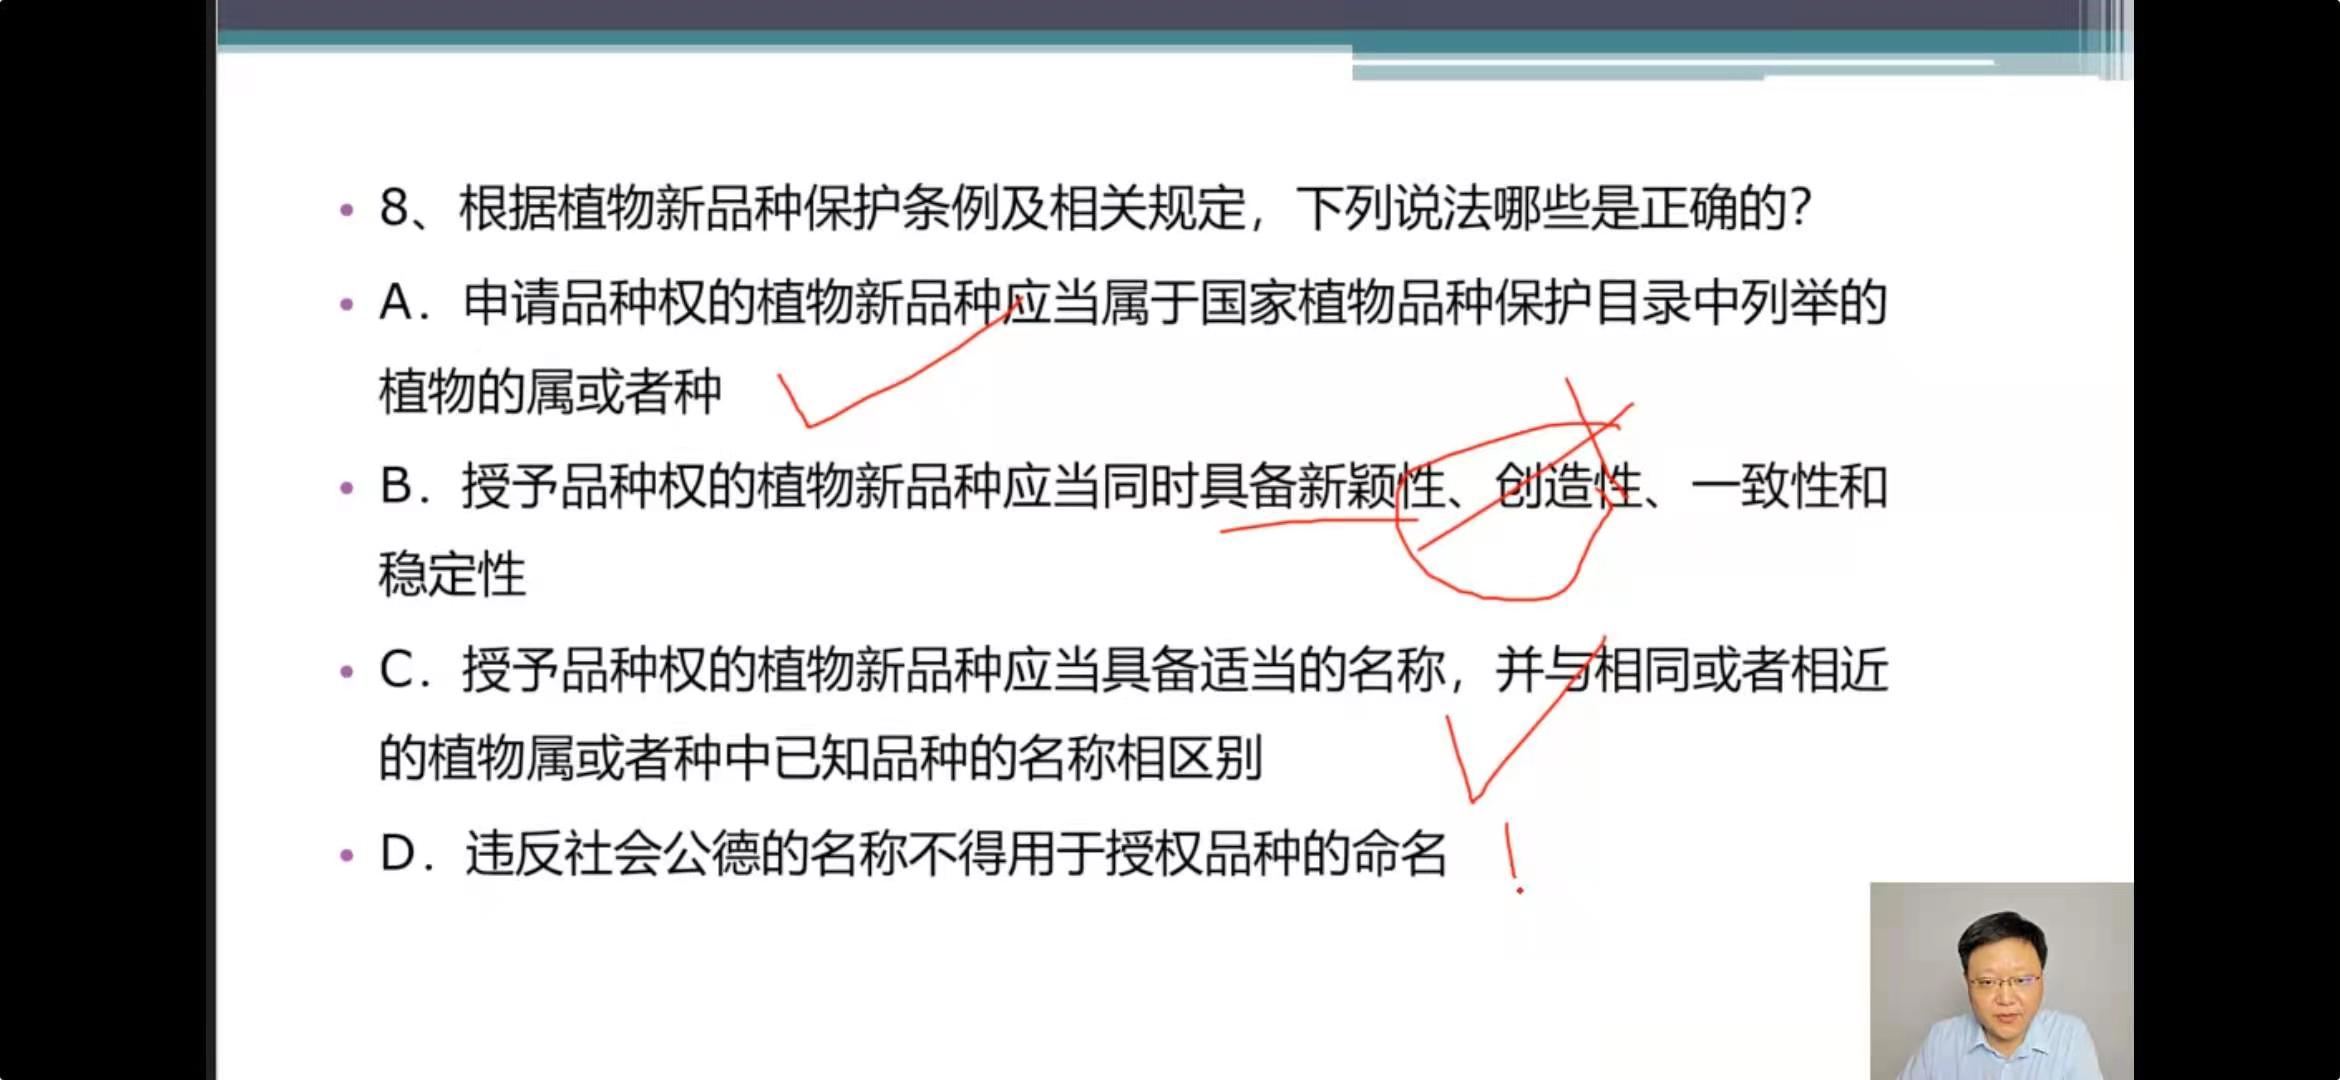 8、根据植物新品种保护条例及相关规定，下列说法哪些是正确的？
A．申请品种权的植物新品种应当属于国家植物品种保护目录中列举的
植物的属或者种
B．授予品种权的植物新品种应当同时具备新颖性、创造性、一致性和
稳定性
C．授予品种权的植物新品种应当具备适当的名称，并与相同或者相近
的植物属或者种中已知品种的名称相区别
D．违反社会公德的名称不得用于授权品种的命名